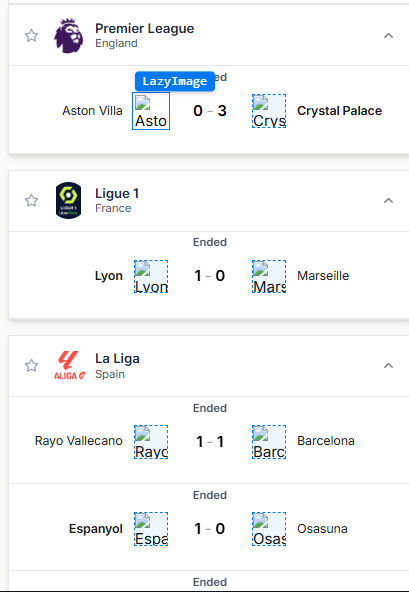 Premier League
England
LazyImage
ed
Aston Villa Asto 0 - 3 Crys Crystal Palace
Ligue 1
France
Ended
Lyon Lyon 1 - 0 Mars Marseille
La Liga
ALIGA
Spain
Ended
Rayo Vallecano Rayo 1 - 1 Barc Barcelona
Ended
Espanyol Espa 1 - 0 Osas Osasuna
Ended